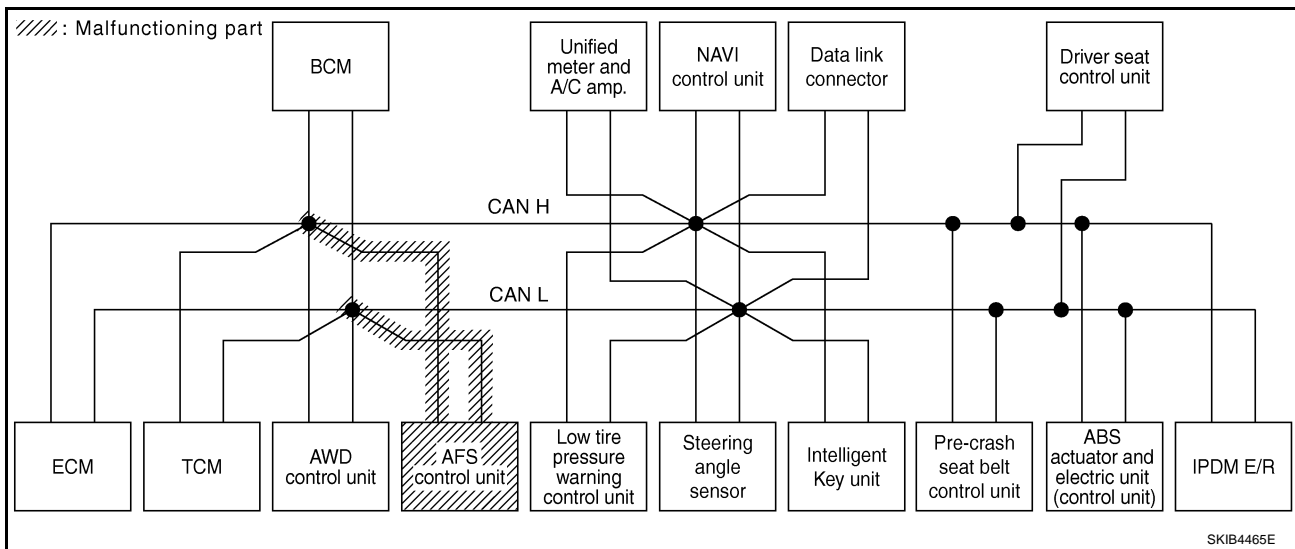 : Malfunctioning part
BCM
Unified
meter and
A/C amp.
NAVI
control unit
Data link
connector
Driver seat
control unit
CAN H
CAN L
ECM
TCM
AWD
control unit
AFS
control unit
Low tire
pressure
warning
control unit
Steering
angle
sensor
Intelligent
Key unit
Pre-crash
seat belt
control unit
ABS
actuator and
electric unit
(control unit)
IPDM E/R
SKIB4465E